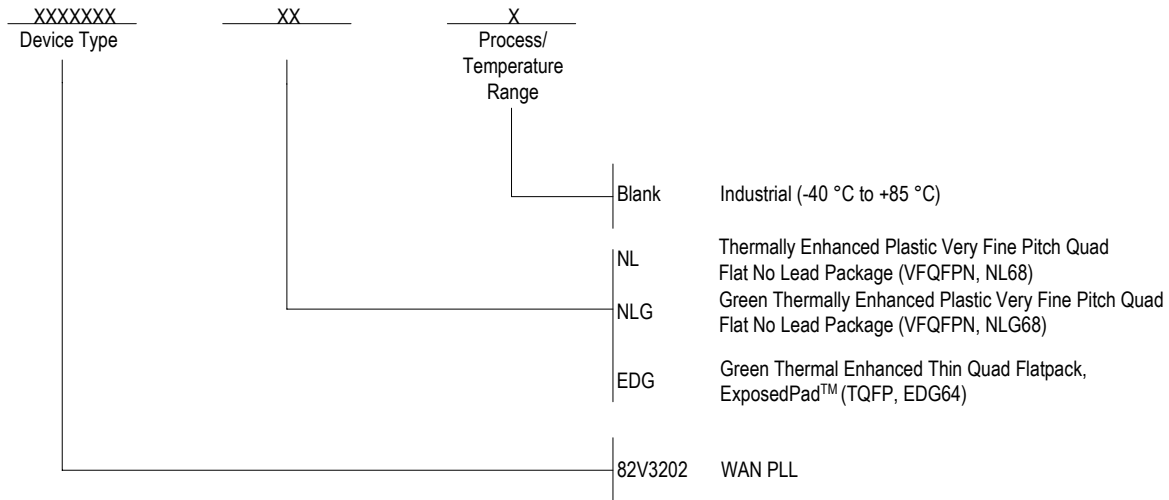 XXXXXXX XX X
Device Type Process/
Temperature
Range
Blank Industrial (-40 °C to +85 °C)
NL Thermally Enhanced Plastic Very Fine Pitch Quad
Flat No Lead Package (VFQFPN, NL68)
NLG Green Thermally Enhanced Plastic Very Fine Pitch Quad
Flat No Lead Package (VFQFPN, NLG68)
EDG Green Thermal Enhanced Thin Quad Flatpack,
ExposedPad™ (TQFP, EDG64)
82V3202 WAN PLL